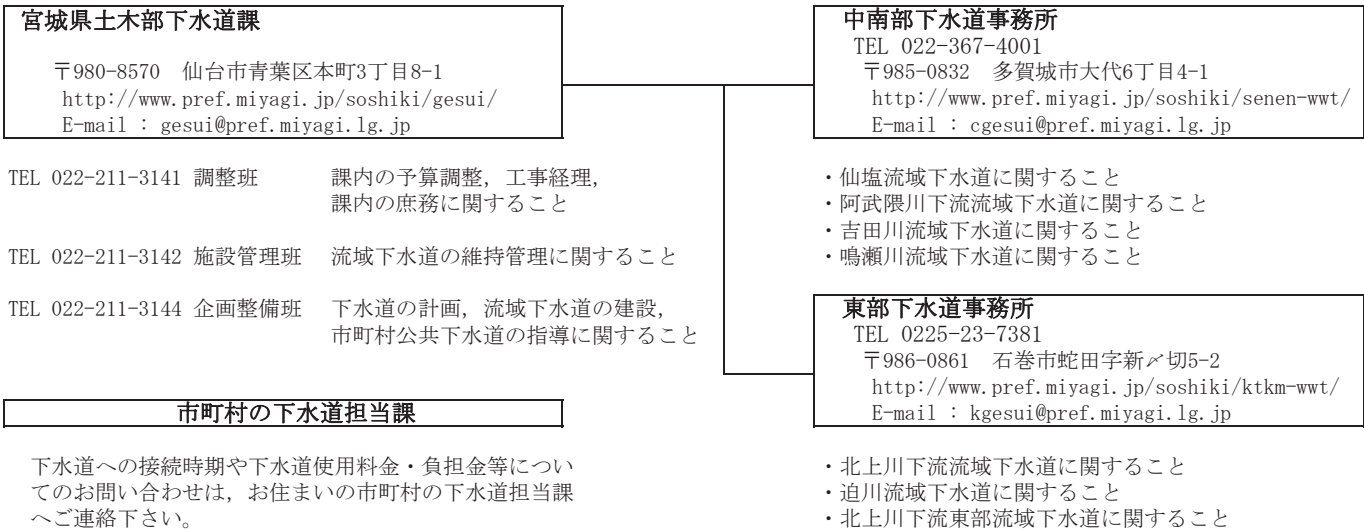 宮城県土木部下水道課
〒980-8570　仙台市青葉区本町3丁目8-1
http://www.pref.miyagi.jp/soshiki/gesui/
E-mail : gesui@pref.miyagi.lg.jp
TEL 022-211-3141 調整班　課内の予算調整，工事経理，
課内の庶務に関すること
TEL 022-211-3142 施設管理班　流域下水道の維持管理に関すること
TEL 022-211-3144 企画整備班　下水道の計画，流域下水道の建設，
市町村公共下水道の指導に関すること
市町村の下水道担当課
下水道への接続時期や下水道使用料金・負担金等につい
てのお問い合わせは，お住まいの市町村の下水道担当課
へご連絡下さい。
中南部下水道事務所
TEL 022-367-4001
〒985-0832　多賀城市大代6丁目4-1
http://www.pref.miyagi.jp/soshiki/senen-wwt/
E-mail : cgesui@pref.miyagi.lg.jp
・仙塩流域下水道に関すること
・阿武隈川下流流域下水道に関すること
・吉田川流域下水道に関すること
・鳴瀬川流域下水道に関すること
東部下水道事務所
TEL 0225-23-7381
〒986-0861　石巻市蛇田字新〆切5-2
http://www.pref.miyagi.jp/soshiki/ktkm-wwt/
E-mail : kgesui@pref.miyagi.lg.jp
・北上川下流流域下水道に関すること
・迫川流域下水道に関すること
・北上川下流東部流域下水道に関すること